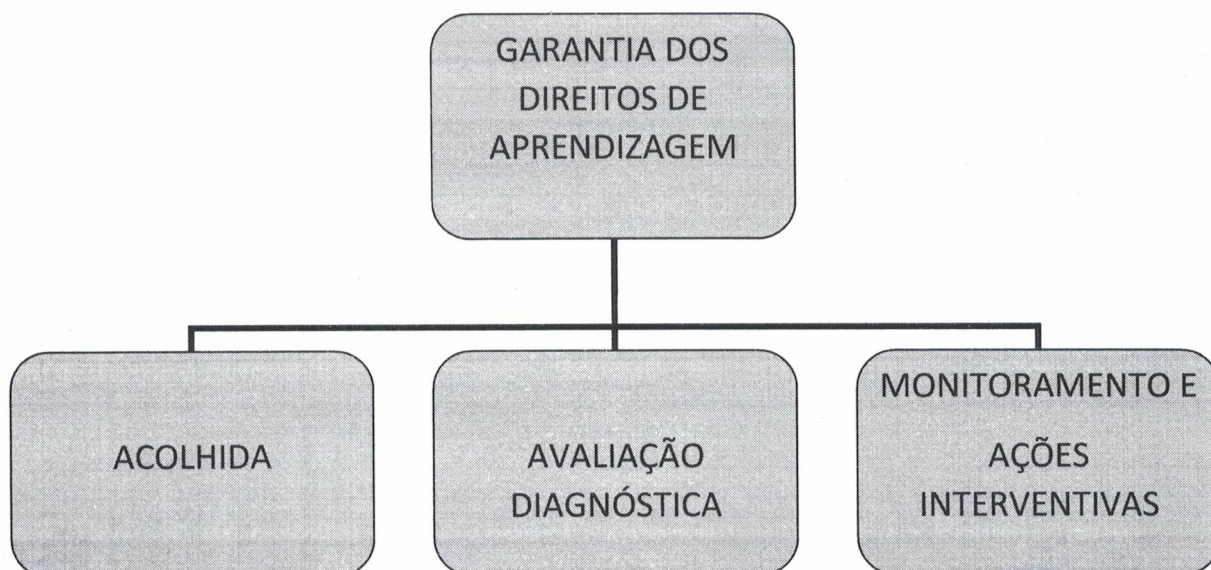 GARANTIA DOS
DIREITOS DE
APRENDIZAGEM
ACOLHIDA
AVALIAÇÃO
DIAGNÓSTICA
MONITORAMENTO E
AÇÕES
INTERVENTIVAS